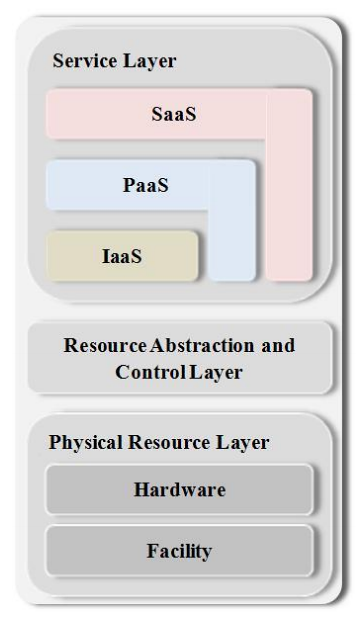 Service Layer
SaaS
PaaS
IaaS
Resource Abstraction and
Control Layer
Physical Resource Layer
Hardware
Facility